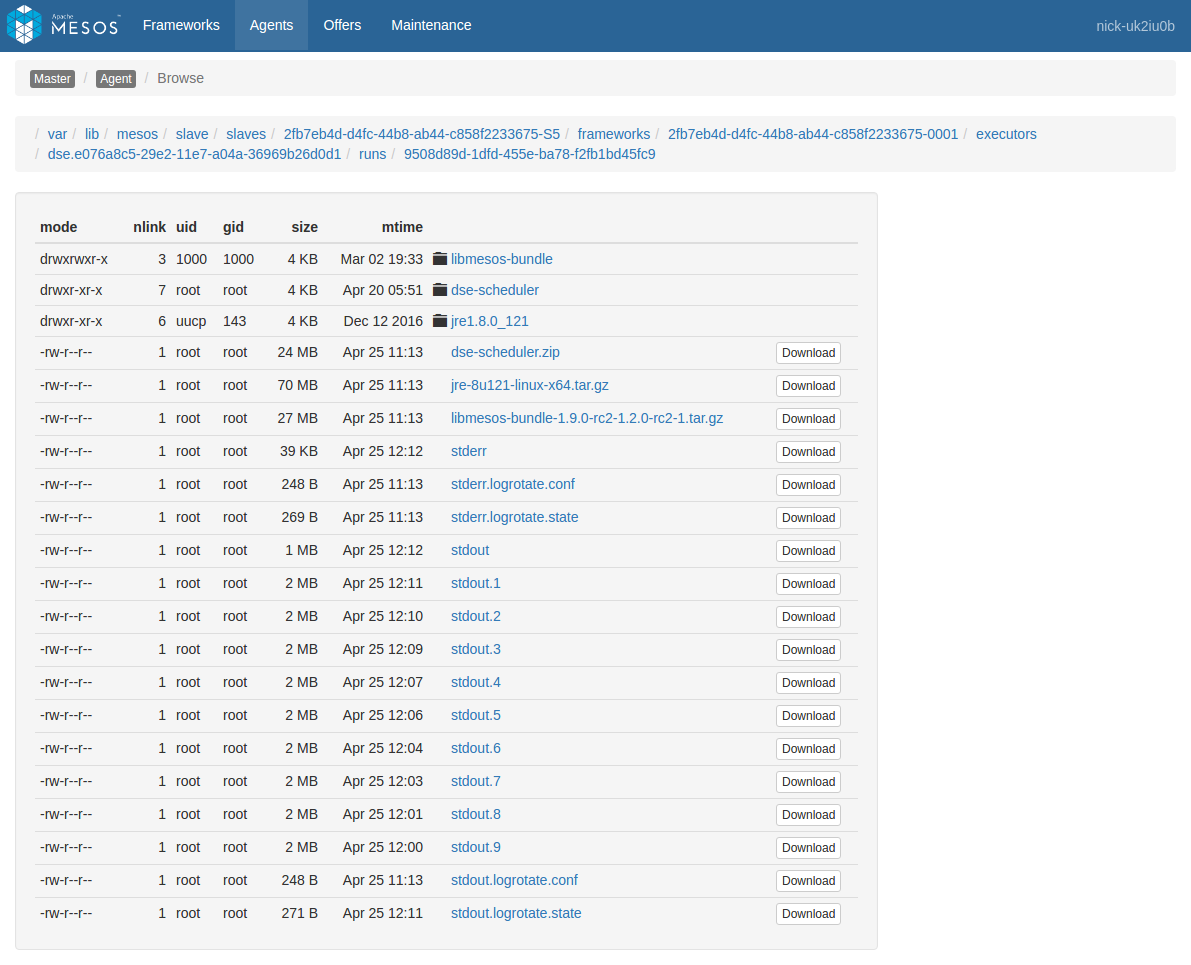 Apache MESOS™ Frameworks Agents Offers Maintenance nick-uk2iu0b
Master / Agent / Browse
/ var / lib / mesos / slave / slaves / 2fb7eb4d-d4fc-44b8-ab44-c858f2233675-S5 / frameworks / 2fb7eb4d-d4fc-44b8-ab44-c858f2233675-0001 / executors
/ dse.e076a8c5-29e2-11e7-a04a-36969b26d0d1 / runs / 9508d89d-1dfd-455e-ba78-f2fb1bd45fc9
mode nlink uid gid size mtime
drwxrwxr-x 3 1000 1000 4 KB Mar 02 19:33 libmesos-bundle
drwxr-xr-x 7 root root 4 KB Apr 20 05:51 dse-scheduler
drwxr-xr-x 6 uucp 143 4 KB Dec 12 2016 jre1.8.0_121
-rw-r--r-- 1 root root 24 MB Apr 25 11:13 dse-scheduler.zip Download
-rw-r--r-- 1 root root 70 MB Apr 25 11:13 jre-8u121-linux-x64.tar.gz Download
-rw-r--r-- 1 root root 27 MB Apr 25 11:13 libmesos-bundle-1.9.0-rc2-1.2.0-rc2-1.tar.gz Download
-rw-r--r-- 1 root root 39 KB Apr 25 12:12 stderr Download
-rw-r--r-- 1 root root 248 B Apr 25 11:13 stderr.logrotate.conf Download
-rw-r--r-- 1 root root 269 B Apr 25 11:13 stderr.logrotate.state Download
-rw-r--r-- 1 root root 1 MB Apr 25 12:12 stdout Download
-rw-r--r-- 1 root root 2 MB Apr 25 12:11 stdout.1 Download
-rw-r--r-- 1 root root 2 MB Apr 25 12:10 stdout.2 Download
-rw-r--r-- 1 root root 2 MB Apr 25 12:09 stdout.3 Download
-rw-r--r-- 1 root root 2 MB Apr 25 12:07 stdout.4 Download
-rw-r--r-- 1 root root 2 MB Apr 25 12:06 stdout.5 Download
-rw-r--r-- 1 root root 2 MB Apr 25 12:04 stdout.6 Download
-rw-r--r-- 1 root root 2 MB Apr 25 12:03 stdout.7 Download
-rw-r--r-- 1 root root 2 MB Apr 25 12:01 stdout.8 Download
-rw-r--r-- 1 root root 2 MB Apr 25 12:00 stdout.9 Download
-rw-r--r-- 1 root root 248 B Apr 25 11:13 stdout.logrotate.conf Download
-rw-r--r-- 1 root root 271 B Apr 25 12:11 stdout.logrotate.state Download